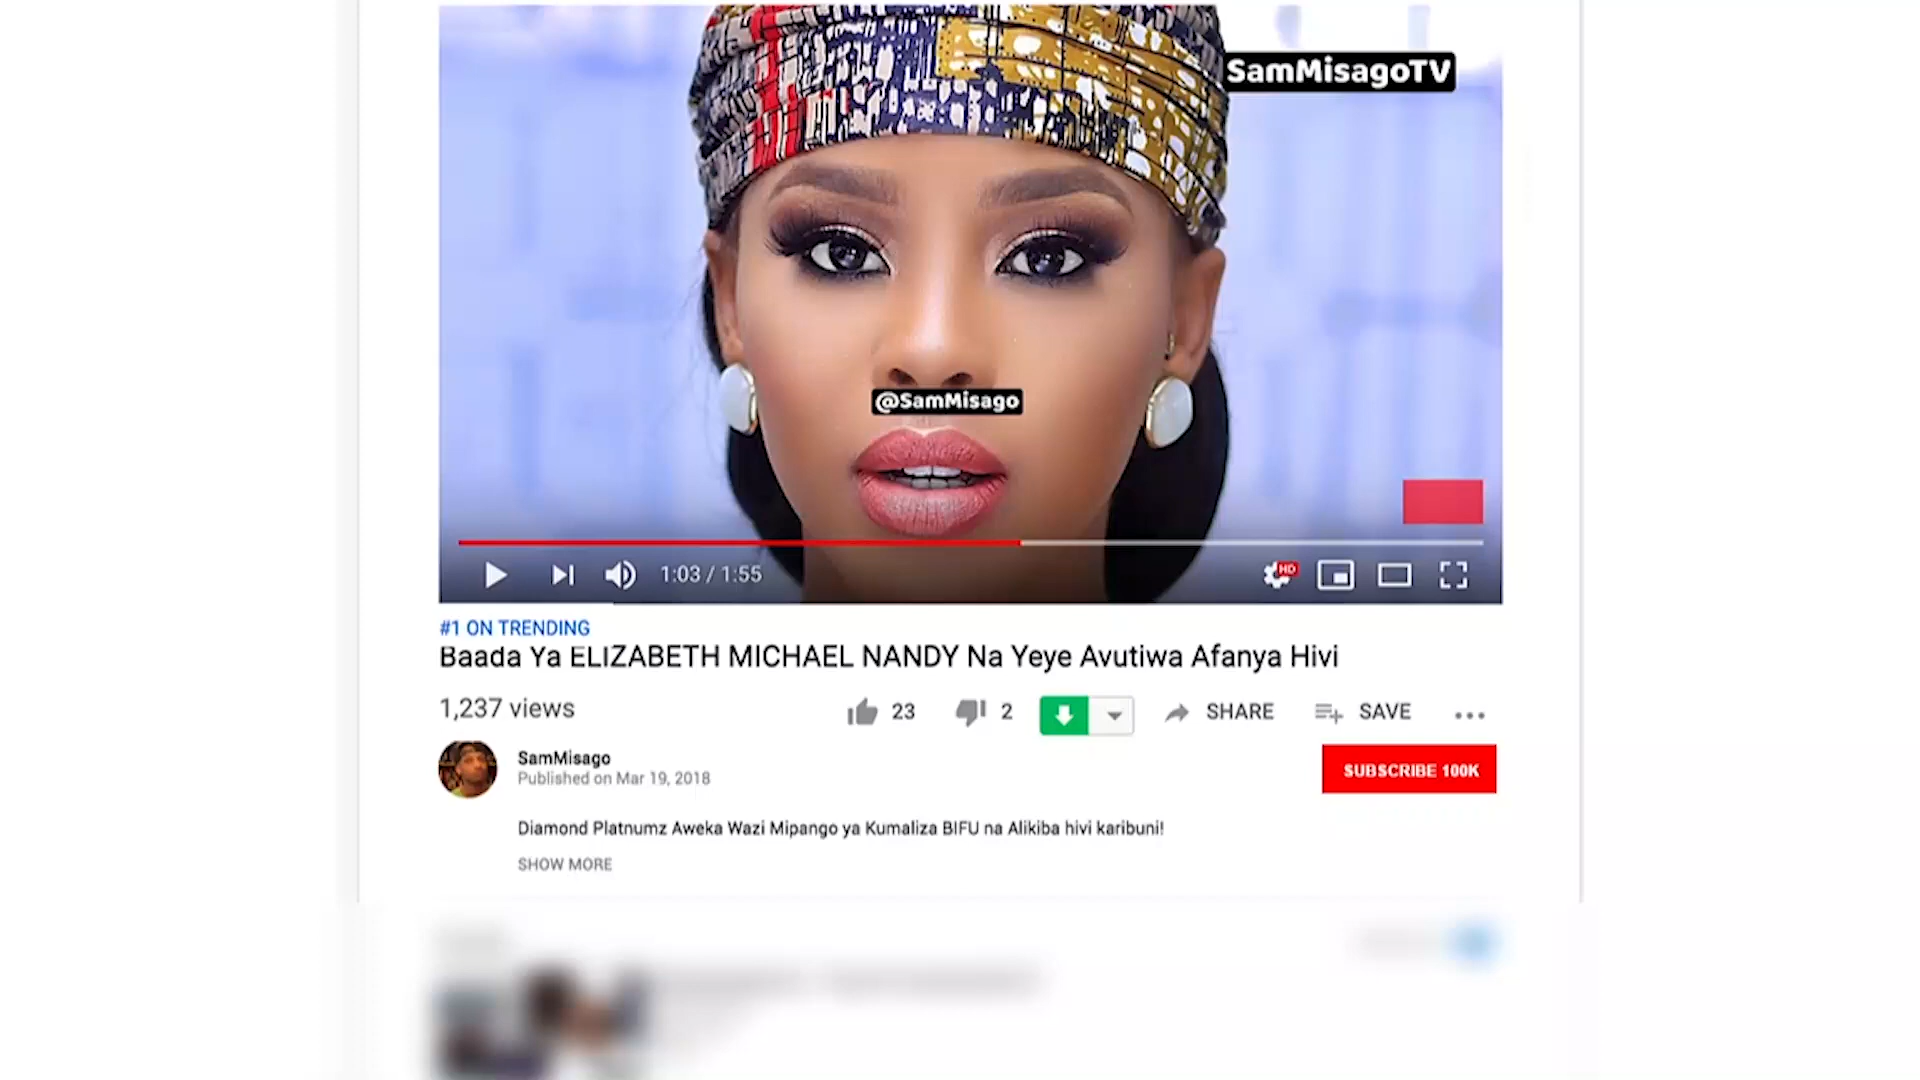 SamMisagoTV
@SamMisago
1:03 / 1:55
HD
#1 ON TRENDING
Baada Ya ELIZABETH MICHAEL NANDY Na Yeye Avutiwa Afanya Hivi
1,237 views
23
2
SHARE
SAVE
SamMisago
Published on Mar 19, 2018
SUBSCRIBE 100K
Diamond Platnumz Aweka Wazi Mipango ya Kumaliza BIFU na Alikiba hivi karibuni!
SHOW MORE